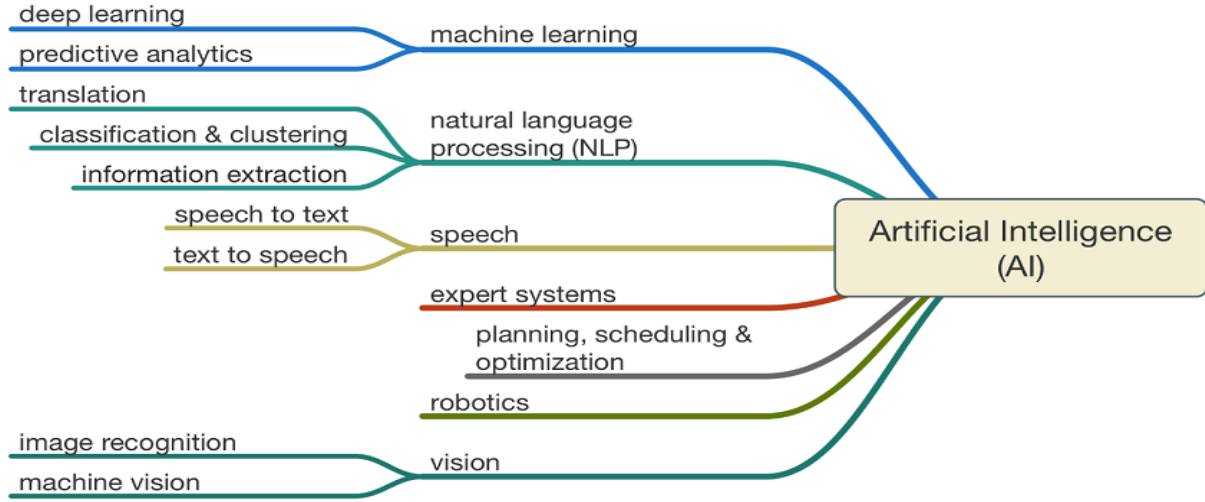 deep learning
predictive analytics
machine learning
translation
classification & clustering
information extraction
natural language
processing (NLP)
speech to text
text to speech
speech
expert systems
planning, scheduling &
optimization
robotics
image recognition
machine vision
vision
Artificial Intelligence
(AI)